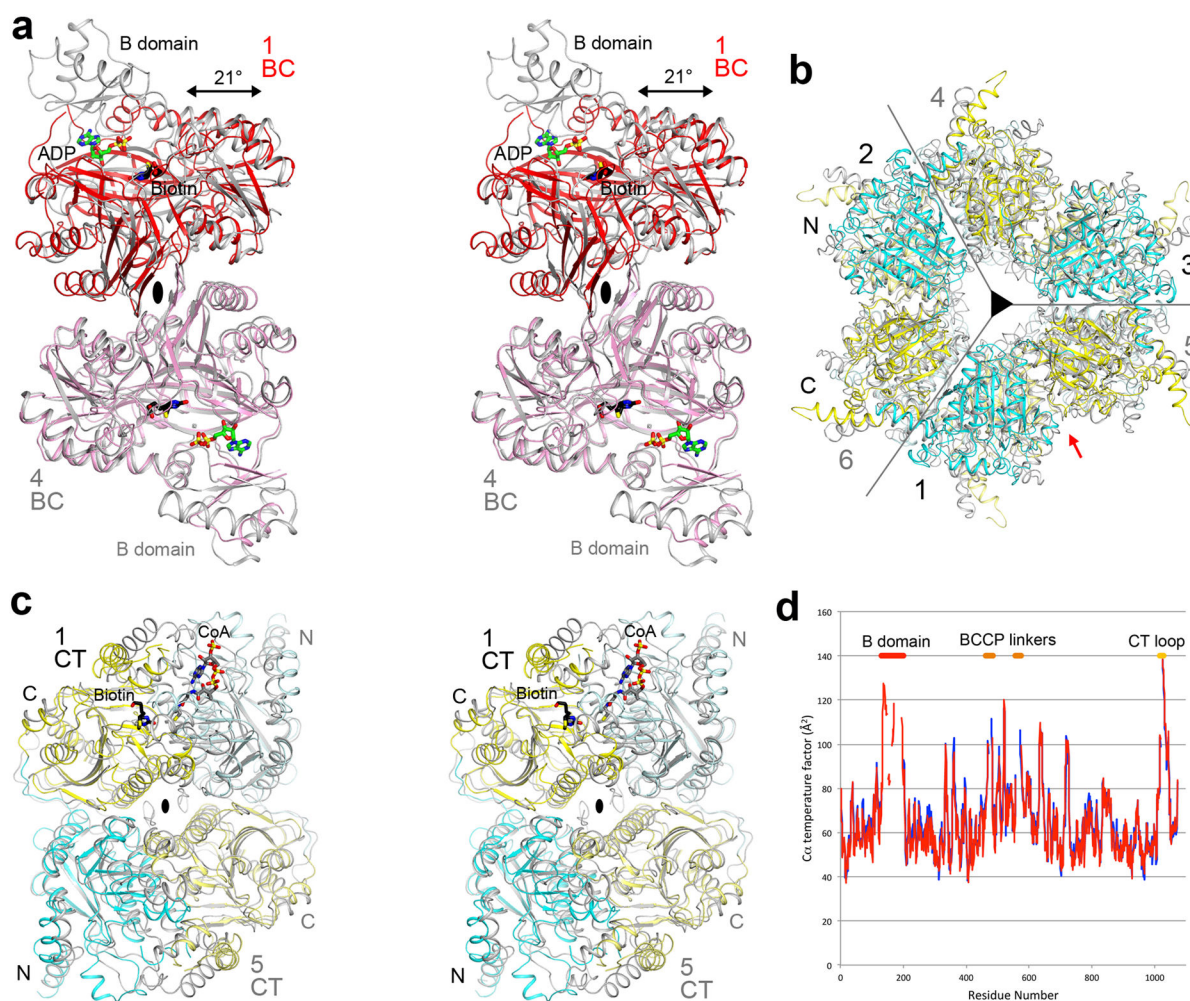 a
B domain
1
BC
21°
ADP
Biotin
4
BC
B domain
B domain
1
BC
21°
ADP
Biotin
4
BC
B domain
b
4
2
N
3
5
C
6
1
c
1
CT
CoA
N
C
Biotin
C
N
5
CT
1
CT
CoA
N
C
Biotin
C
N
5
CT
d
160
140
120
100
80
60
40
20
0
Cα temperature factor (Å²)
B domain
BCCP linkers
CT loop
0
200
400
600
800
1000
Residue Number